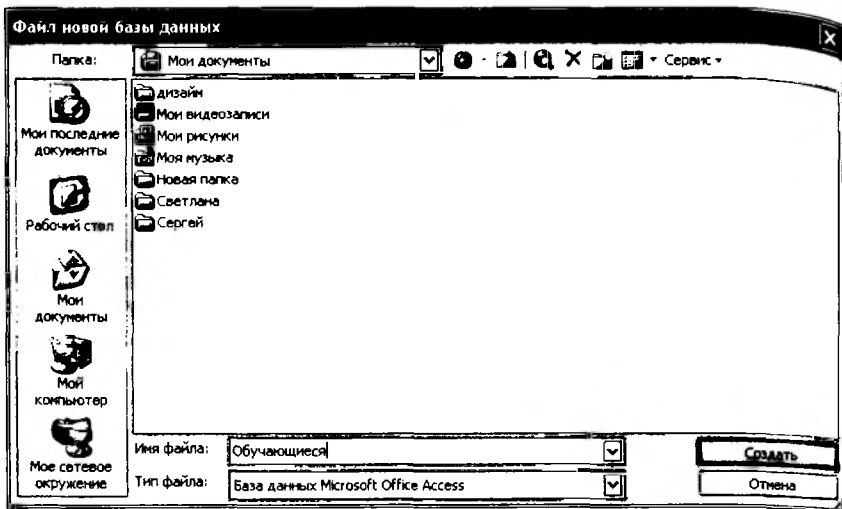 Файл новой базы данных
Папка: Мои документы Сервис
Мои последние документы
Рабочий стол
Мои документы
Мой компьютер
Мое сетевое окружение
дизайн
Мои видеозаписи
Мои рисунки
Моя музыка
Новая папка
Светлана
Сергей
Имя файла: Обучающиеся Создать
Тип файла: База данных Microsoft Office Access Отмена